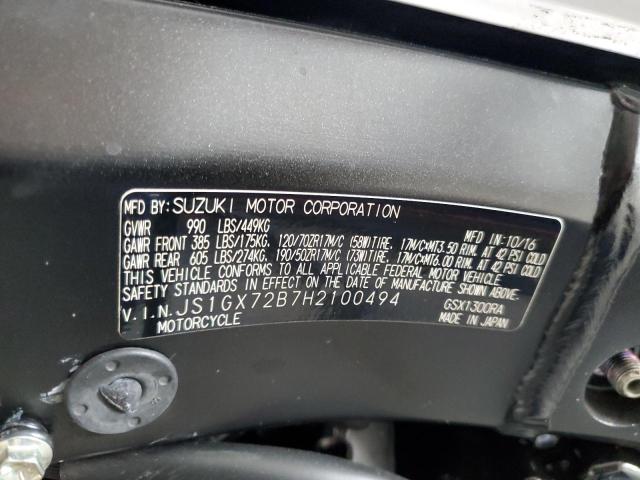 MFD BY: SUZUKI MOTOR CORPORATION
GVWR 990 LBS/449KG MFD IN: 10/16
GAWR FRONT 385 LBS/175KG, 120/70ZR17M/C (58W)TIRE, 17M/C×MT3.50 RIM, AT 42 PSI COLD
GAWR REAR 605 LBS/274KG, 190/50ZR17M/C (73W)TIRE, 17M/C×MT6.00 RIM, AT 42 PSI COLD
THIS VEHICLE CONFORMS TO ALL APPLICABLE FEDERAL MOTOR VEHICLE
SAFETY STANDARDS IN EFFECT ON THE DATE OF MANUFACTURE SHOWN ABOVE.
V.I.N. JS1GX72B7H2100494 GSX1300RA
MOTORCYCLE MADE IN JAPAN